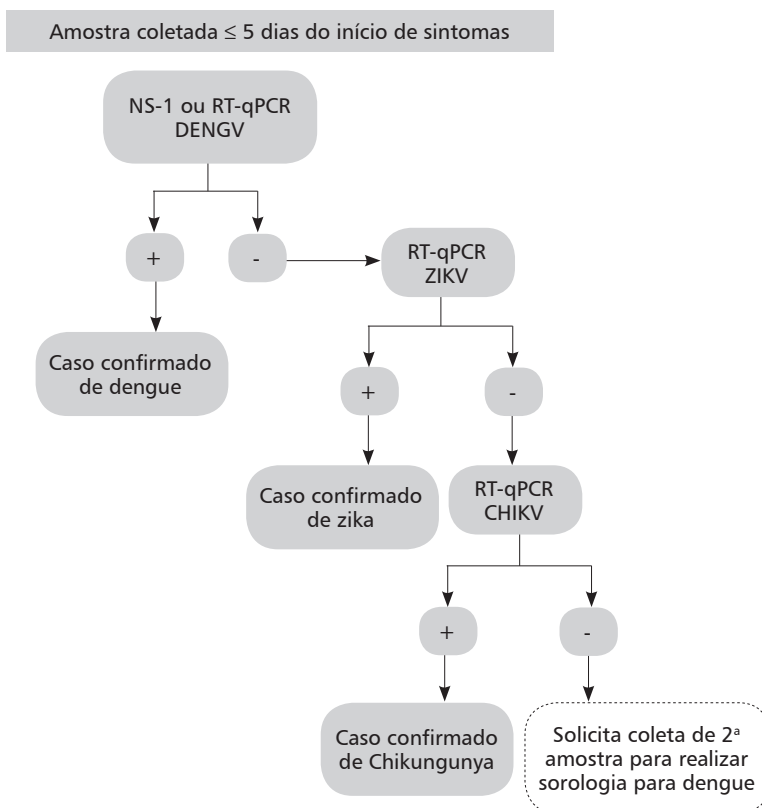 Amostra coletada ≤ 5 dias do início de sintomas
NS-1 ou RT-qPCR
DENGV
+
-
RT-qPCR
ZIKV
Caso confirmado
de dengue
+
-
Caso confirmado
de zika
RT-qPCR
CHIKV
+
-
Caso confirmado
de Chikungunya
Solicita coleta de 2ª
amostra para realizar
sorologia para dengue